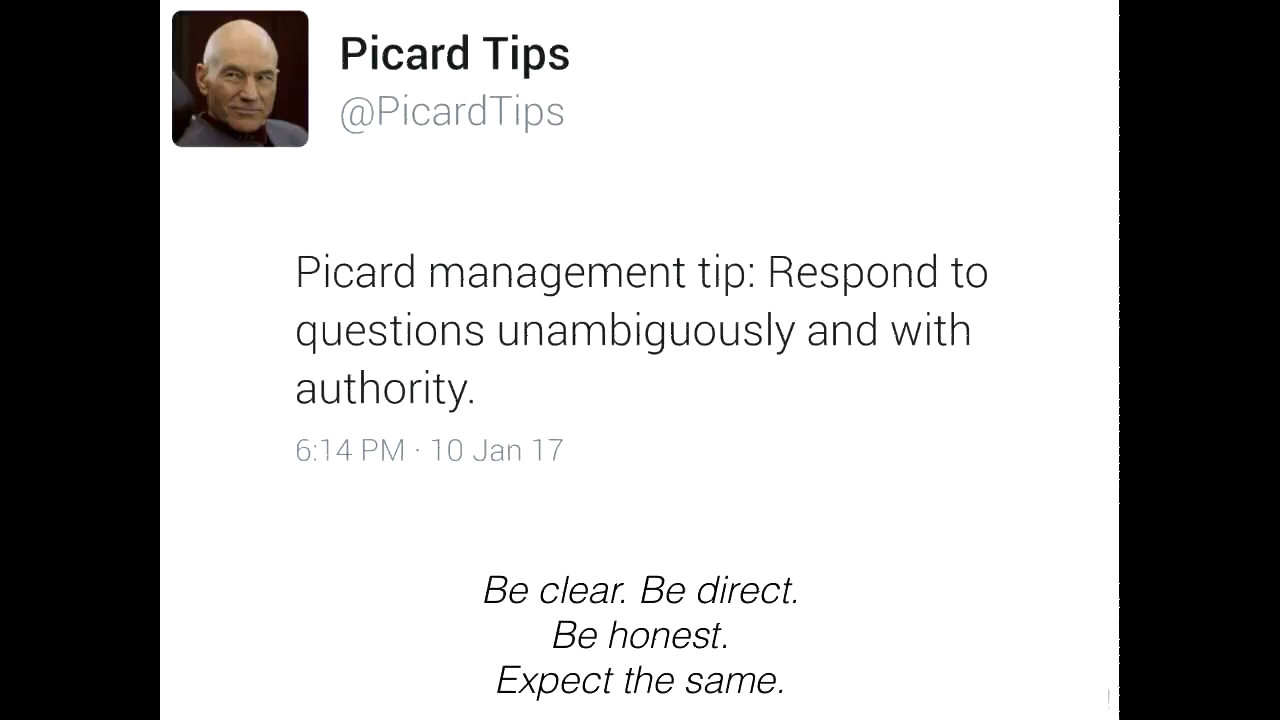 Picard Tips
@PicardTips
Picard management tip: Respond to
questions unambiguously and with
authority.
6:14 PM · 10 Jan 17
Be clear. Be direct.
Be honest.
Expect the same.